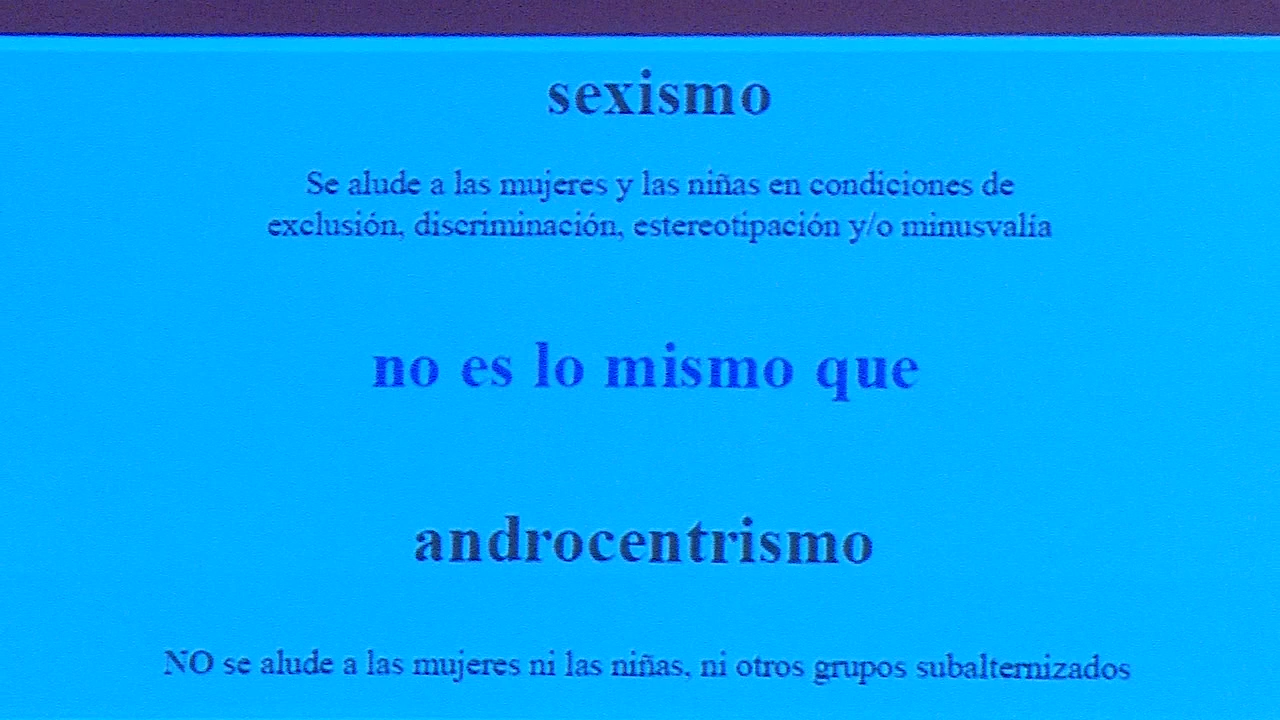 sexismo
Se alude a las mujeres y las niñas en condiciones de
exclusión, discriminación, estereotipación y/o minusvalía
no es lo mismo que
androcentrismo
NO se alude a las mujeres ni las niñas, ni otros grupos subalternizados